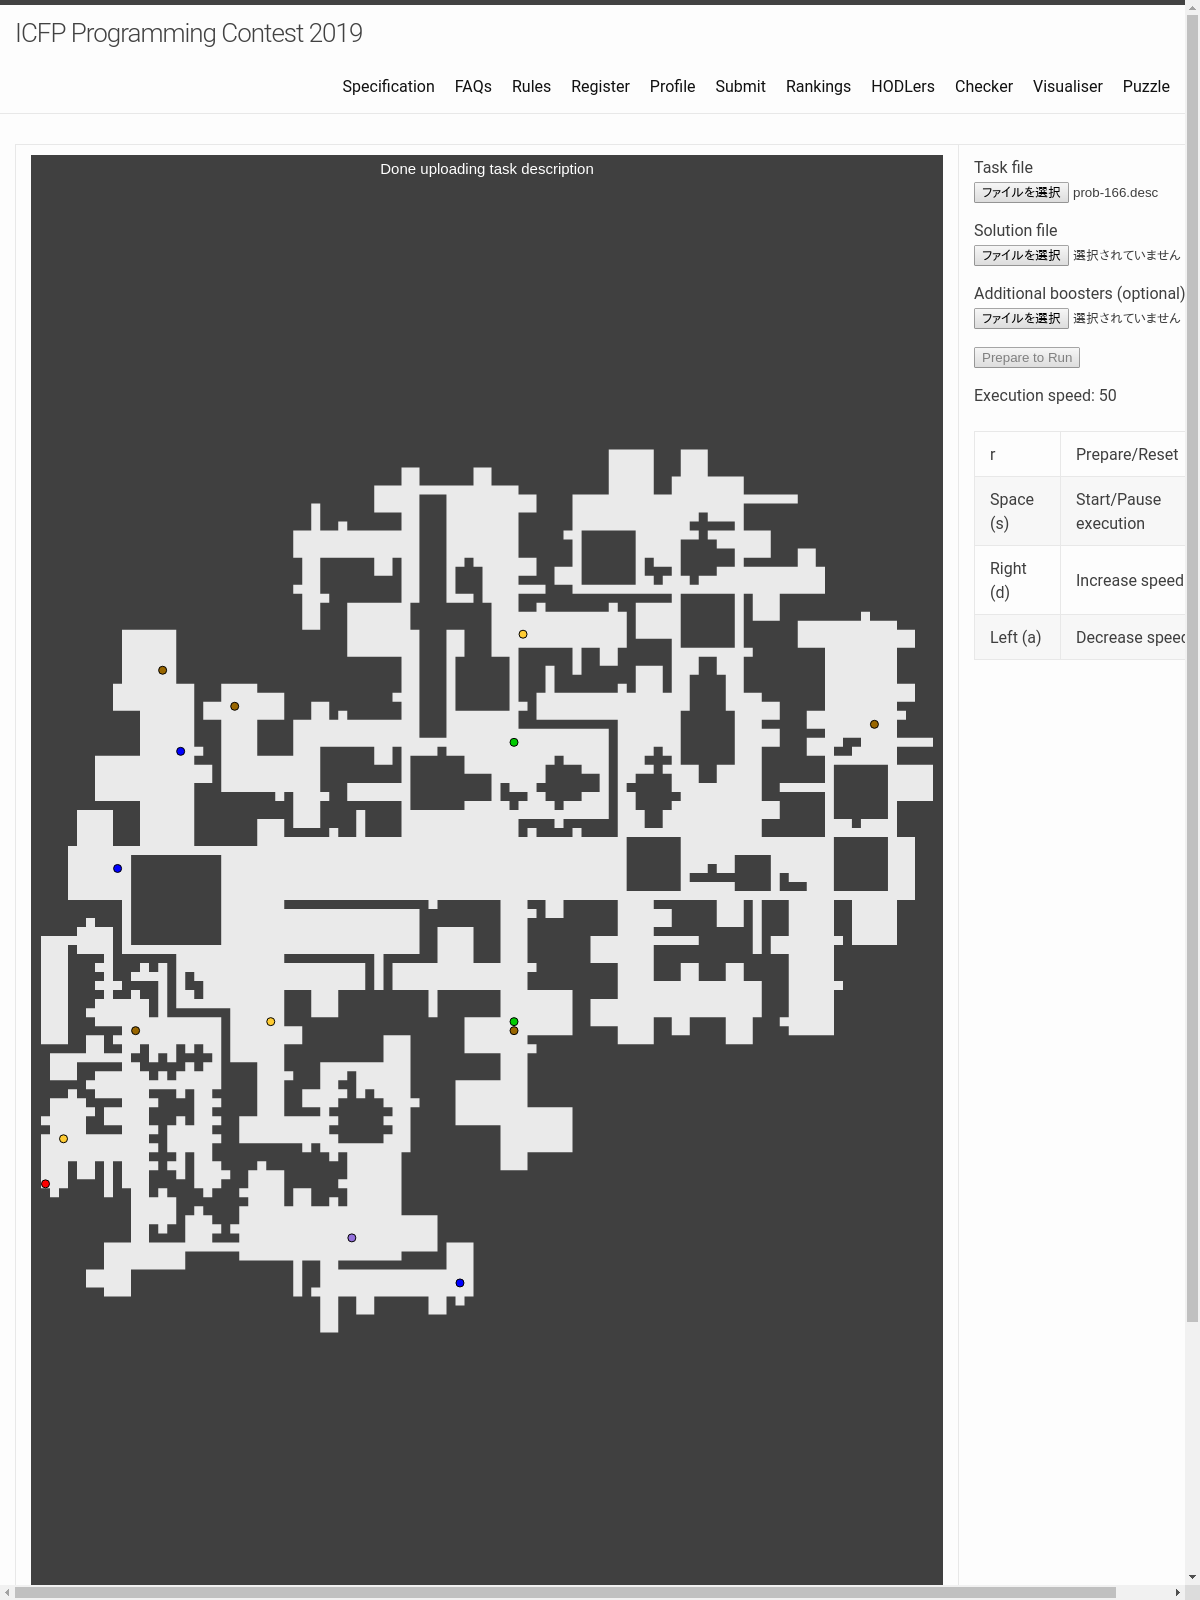 ICFP Programming Contest 2019
Specification FAQs Rules Register Profile Submit Rankings HODLers Checker Visualiser Puzzle
Done uploading task description
Task file
ファイルを選択 prob-166.desc
Solution file
ファイルを選択 選択されていません
Additional boosters (optional)
ファイルを選択 選択されていません
Prepare to Run
Execution speed: 50
r Prepare/Reset
Space (s) Start/Pause execution
Right (d) Increase speed
Left (a) Decrease speed